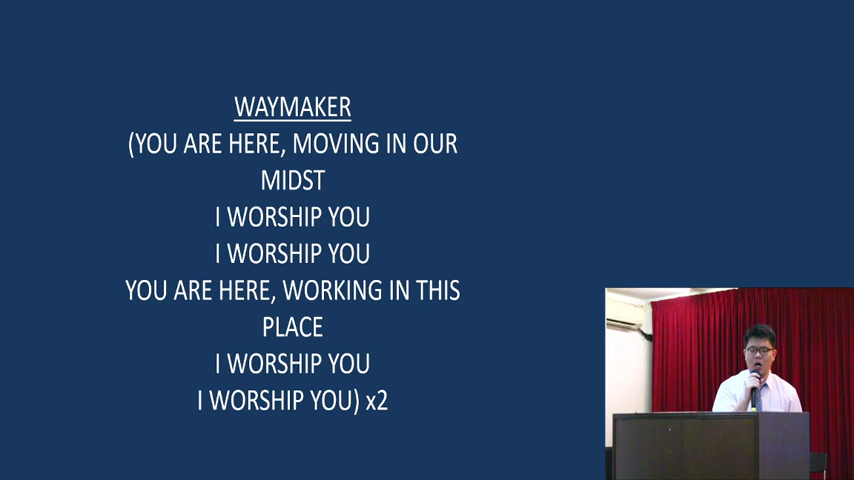 WAYMAKER
(YOU ARE HERE, MOVING IN OUR
MIDST
I WORSHIP YOU
I WORSHIP YOU
YOU ARE HERE, WORKING IN THIS
PLACE
I WORSHIP YOU
I WORSHIP YOU) x2